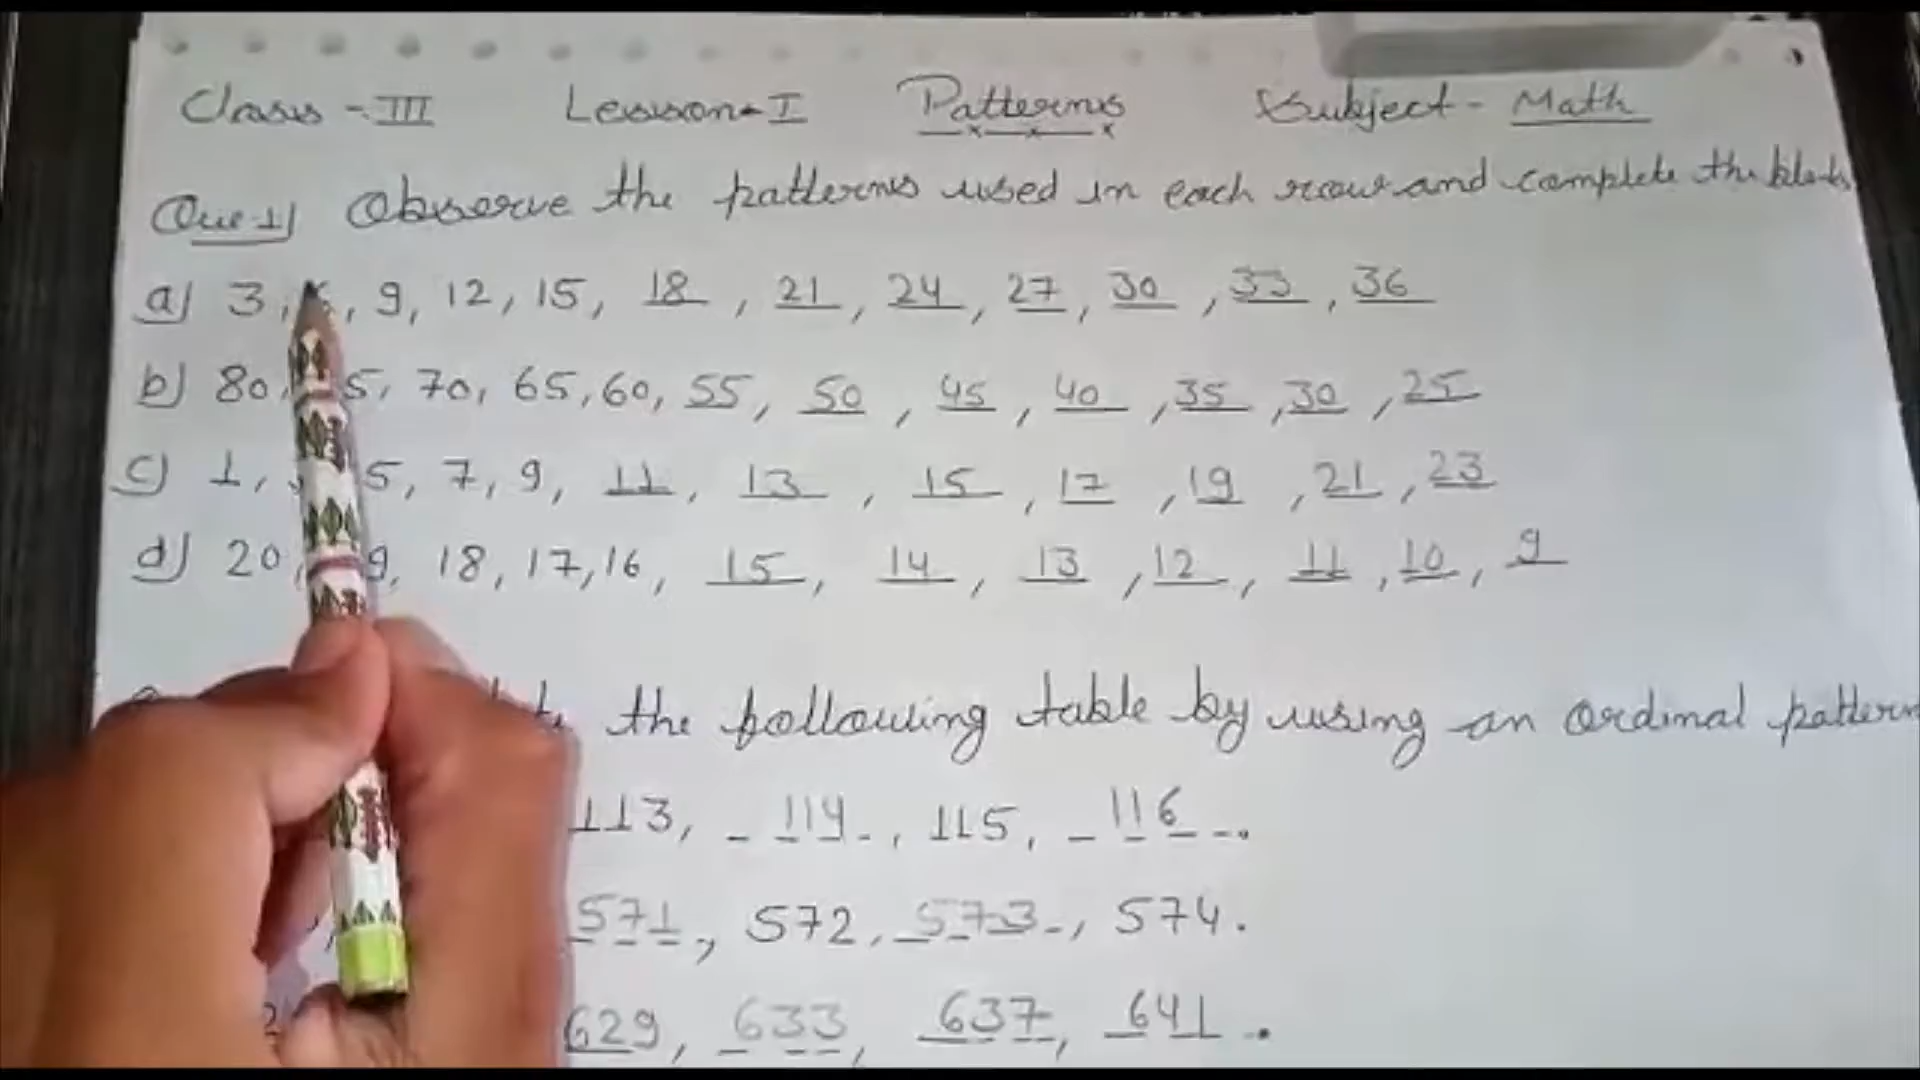 Class - III Lesson - I Patterns Subject - Math
Que 1) Observe the patterns used in each row and complete the blanks
a) 3, , 9, 12, 15, 18, 21, 24, 27, 30, 33, 36
b) 80, 5, 70, 65, 60, 55, 50, 45, 40, 35, 30, 25
c) 1, 5, 7, 9, 11, 13, 15, 17, 19, 21, 23
d) 20, 9, 18, 17, 16, 15, 14, 13, 12, 11, 10, 9
the following table by using an ordinal pattern
113, 114, 115, 116.
571, 572, 573, 574.
629, 633, 637, 641.